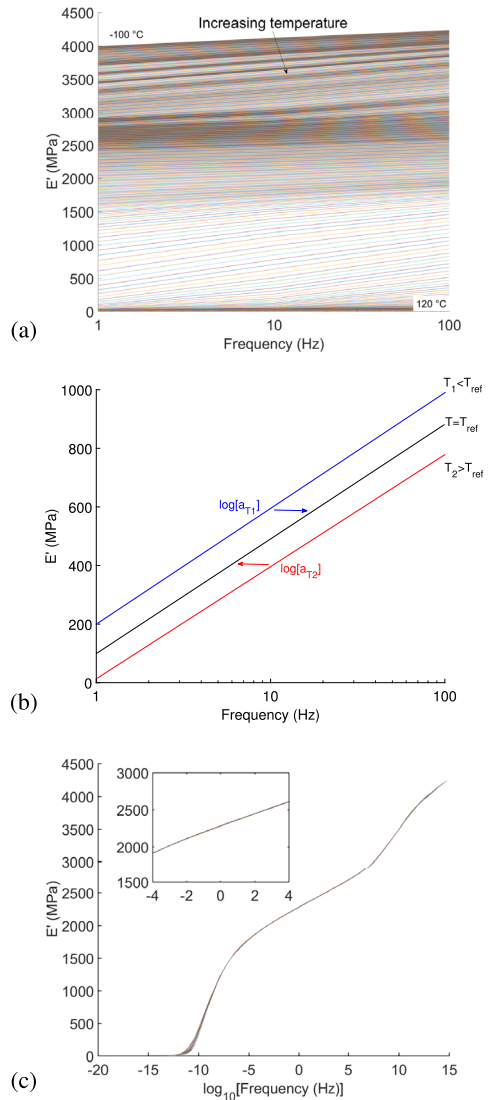 4500
4000
3500
3000
2500
2000
1500
1000
500
0
E' (MPa)
-100 °C
Increasing temperature
120 °C
1
10
100
Frequency (Hz)
(a)
1000
800
600
400
200
0
E' (MPa)
T1<Tref
T=Tref
T2>Tref
log[aT1]
log[aT2]
1
10
100
Frequency (Hz)
(b)
4500
4000
3500
3000
2500
2000
1500
1000
500
0
E' (MPa)
3000
2500
2000
1500
-4
-2
0
2
4
-20
-15
-10
-5
0
5
10
15
log10[Frequency (Hz)]
(c)